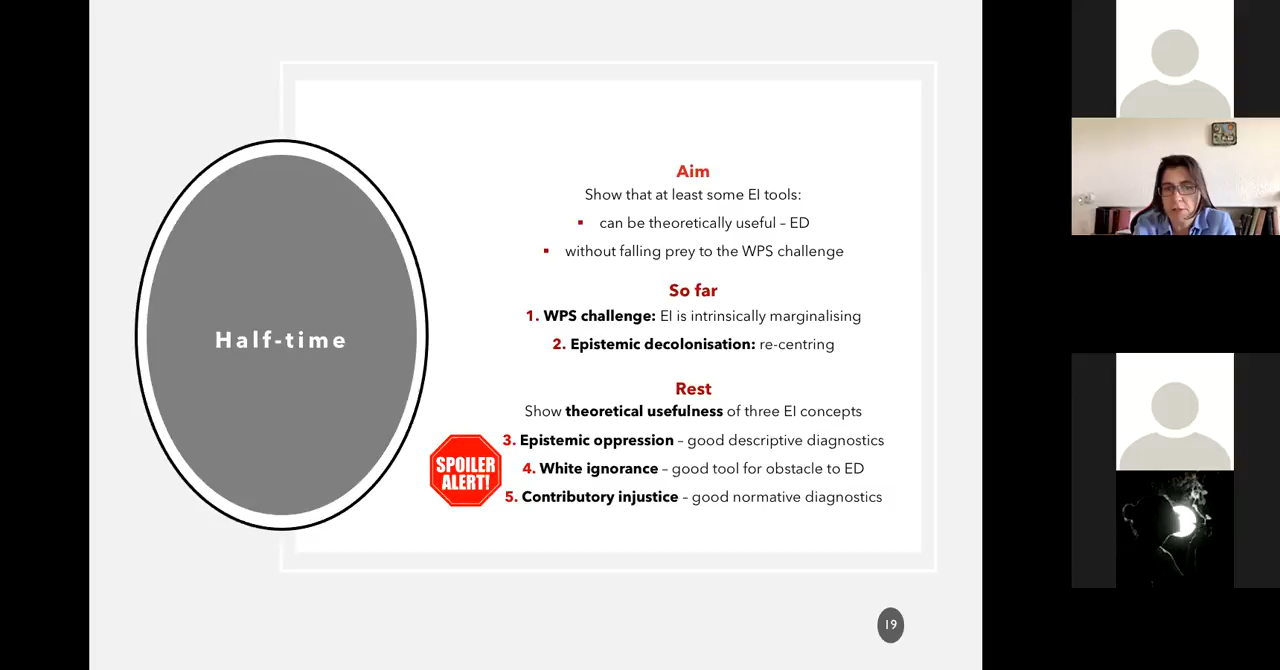 Half-time
Aim
Show that at least some EI tools:
▪ can be theoretically useful – ED
▪ without falling prey to the WPS challenge
So far
1. WPS challenge: EI is intrinsically marginalising
2. Epistemic decolonisation: re-centring
Rest
Show theoretical usefulness of three EI concepts
3. Epistemic oppression – good descriptive diagnostics
4. White ignorance – good tool for obstacle to ED
5. Contributory injustice – good normative diagnostics
SPOILER
ALERT!
19